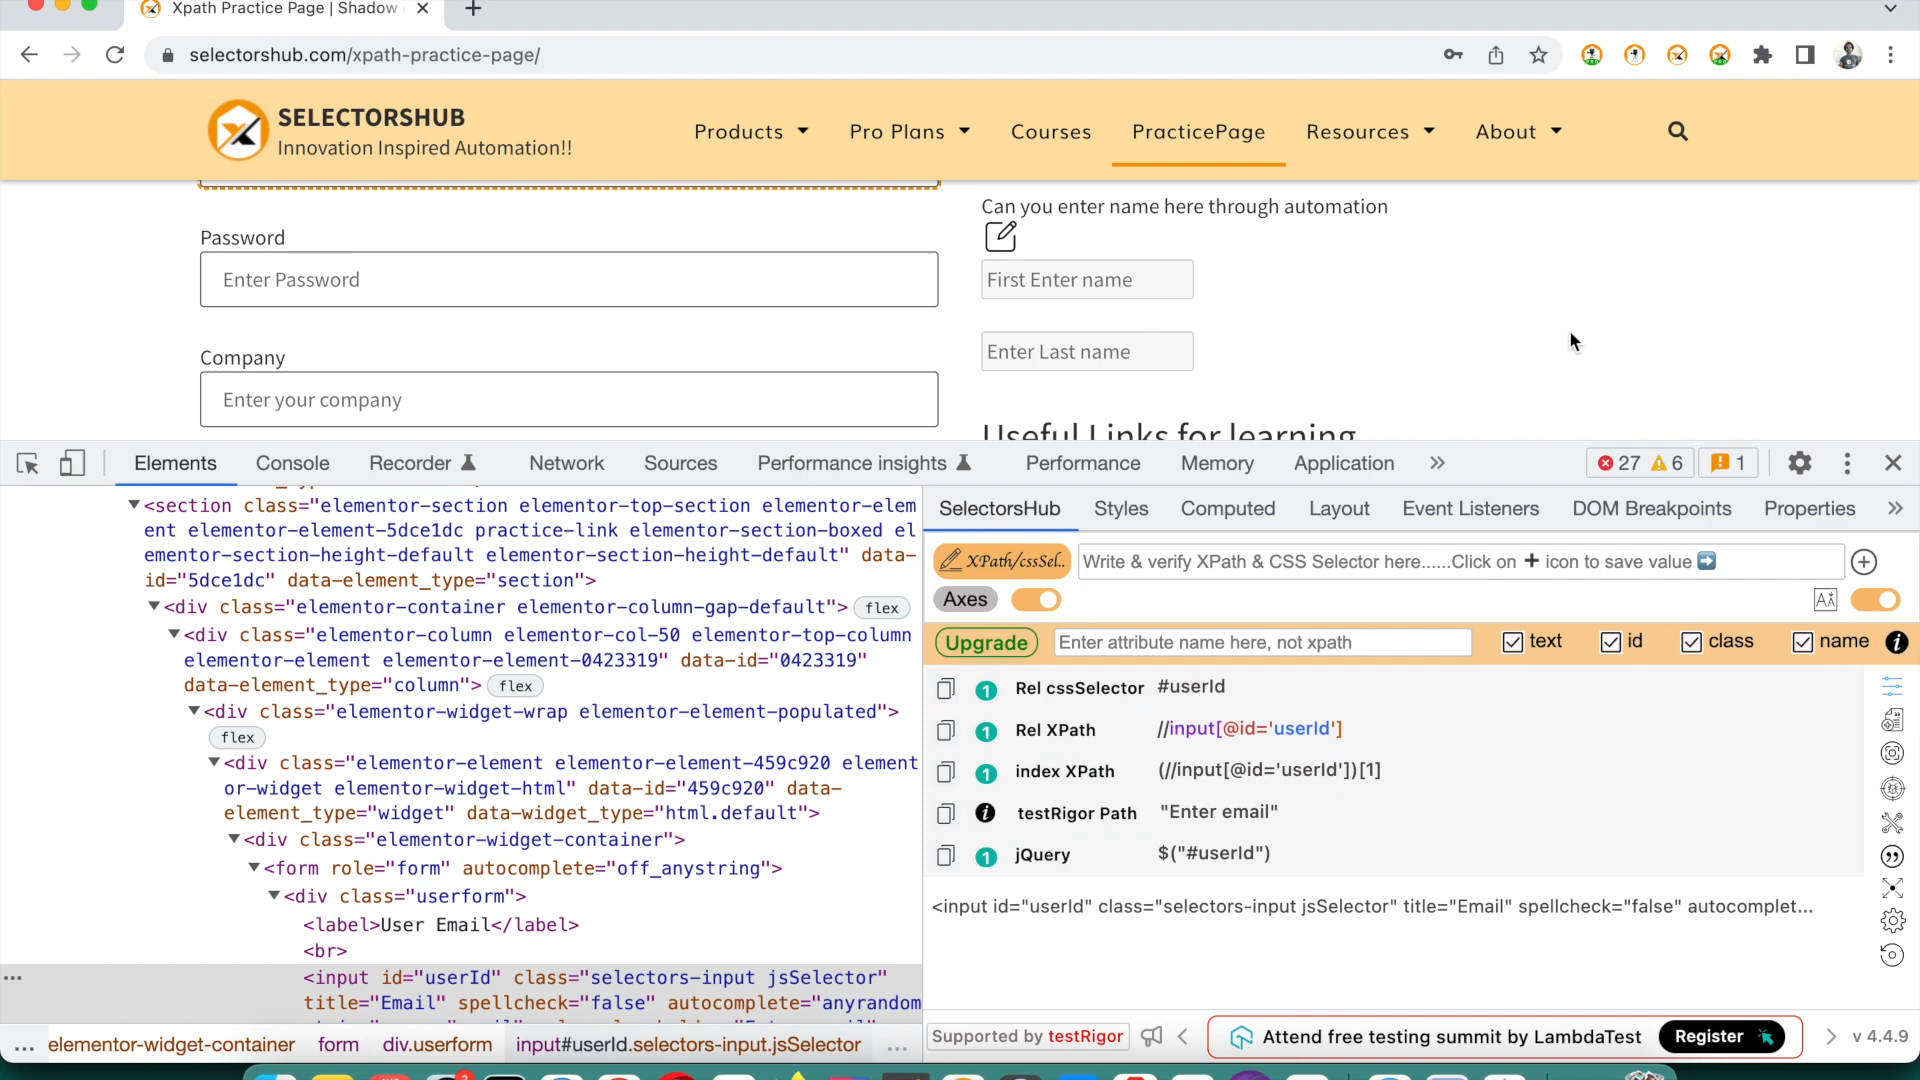 Xpath Practice Page | Shadow
selectorshub.com/xpath-practice-page/
SELECTORSHUB
Innovation Inspired Automation!!
Products
Pro Plans
Courses
PracticePage
Resources
About
Can you enter name here through automation
Password
Enter Password
First Enter name
Enter Last name
Company
Enter your company
Useful Links for learning
Elements
Console
Recorder
Network
Sources
Performance insights
Performance
Memory
Application
27
6
1
<section class="elementor-section elementor-top-section elementor-elem
ent elementor-element-5dce1dc practice-link elementor-section-boxed el
ementor-section-height-default elementor-section-height-default" data-
id="5dce1dc" data-element_type="section">
<div class="elementor-container elementor-column-gap-default"> flex
<div class="elementor-column elementor-col-50 elementor-top-column
elementor-element elementor-element-0423319" data-id="0423319"
data-element_type="column"> flex
<div class="elementor-widget-wrap elementor-element-populated">
flex
<div class="elementor-element elementor-element-459c920 element
or-widget elementor-widget-html" data-id="459c920" data-
element_type="widget" data-widget_type="html.default">
<div class="elementor-widget-container">
<form role="form" autocomplete="off_anystring">
<div class="userform">
<label>User Email</label>
<br>
<input id="userId" class="selectors-input jsSelector"
title="Email" spellcheck="false" autocomplete="anyrandom
... elementor-widget-container form div.userform input#userId.selectors-input.jsSelector ...
SelectorsHub
Styles
Computed
Layout
Event Listeners
DOM Breakpoints
Properties
XPath/cssSel..
Write & verify XPath & CSS Selector here......Click on + icon to save value
Axes
Upgrade
Enter attribute name here, not xpath
text
id
class
name
1 Rel cssSelector #userId
1 Rel XPath //input[@id='userId']
1 index XPath (//input[@id='userId'])[1]
testRigor Path "Enter email"
1 jQuery $("#userId")
<input id="userId" class="selectors-input jsSelector" title="Email" spellcheck="false" autocomplet...
Supported by testRigor
Attend free testing summit by LambdaTest
Register
v 4.4.9